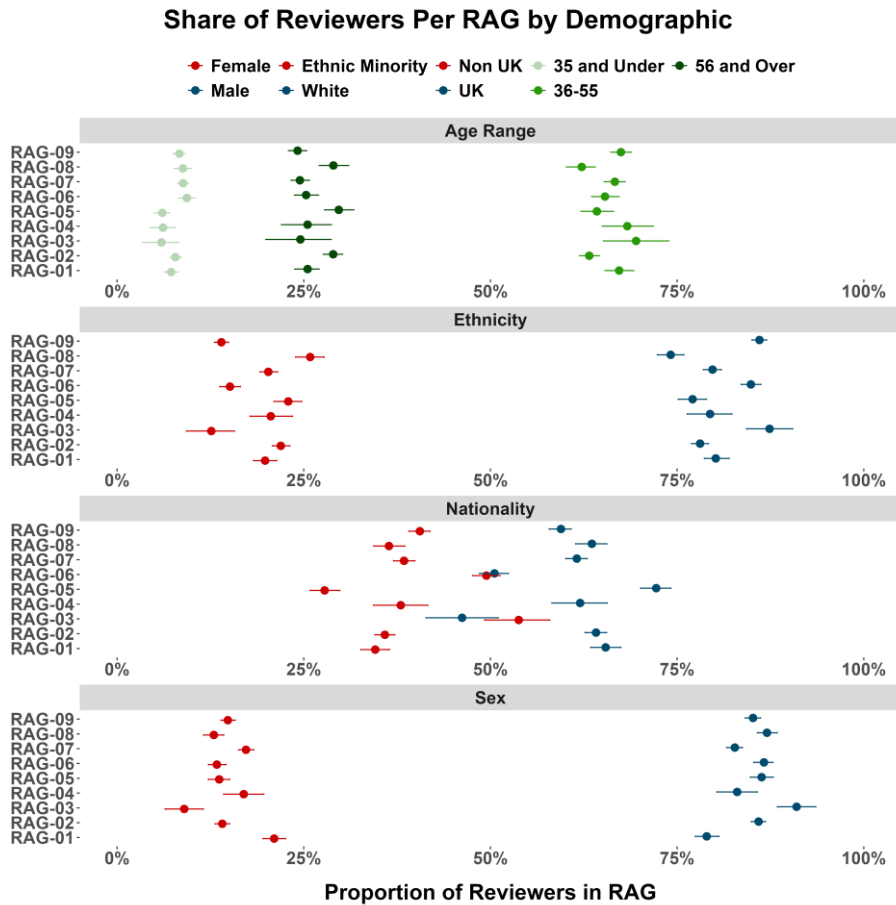 Share of Reviewers Per RAG by Demographic
Female Ethnic Minority Non UK 35 and Under 56 and Over
Male White UK 36-55
Age Range
RAG-09
RAG-08
RAG-07
RAG-06
RAG-05
RAG-04
RAG-03
RAG-02
RAG-01
0% 25% 50% 75% 100%
Ethnicity
RAG-09
RAG-08
RAG-07
RAG-06
RAG-05
RAG-04
RAG-03
RAG-02
RAG-01
0% 25% 50% 75% 100%
Nationality
RAG-09
RAG-08
RAG-07
RAG-06
RAG-05
RAG-04
RAG-03
RAG-02
RAG-01
0% 25% 50% 75% 100%
Sex
RAG-09
RAG-08
RAG-07
RAG-06
RAG-05
RAG-04
RAG-03
RAG-02
RAG-01
0% 25% 50% 75% 100%
Proportion of Reviewers in RAG